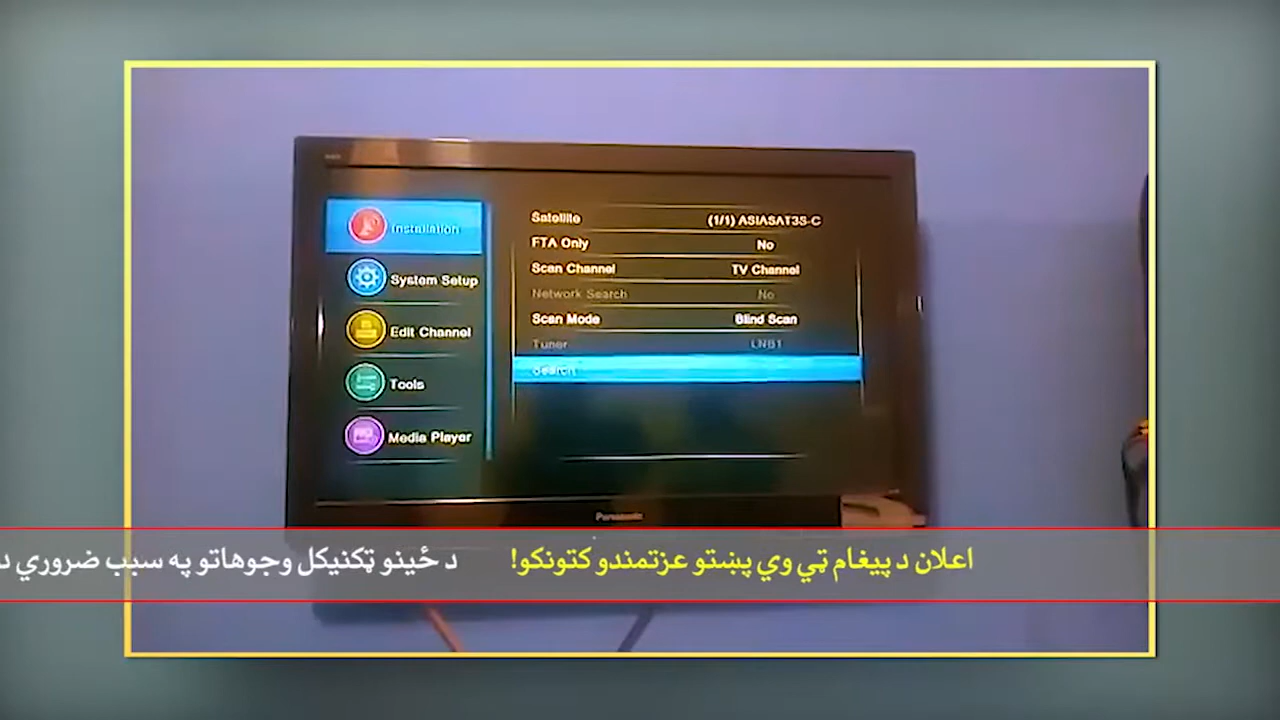 Installation
System Setup
Edit Channel
Tools
Media Player
Satellite (1/1) ASIASAT3S-C
FTA Only No
Scan Channel TV Channel
Network Search No
Scan Mode Blind Scan
Tuner LNB1
Search
Panasonic
اعلان د پیغام ټي وي پښتو عزتمندو کتونکو! د ځینو ټکنیکل وجوهاتو په سبب ضروري د